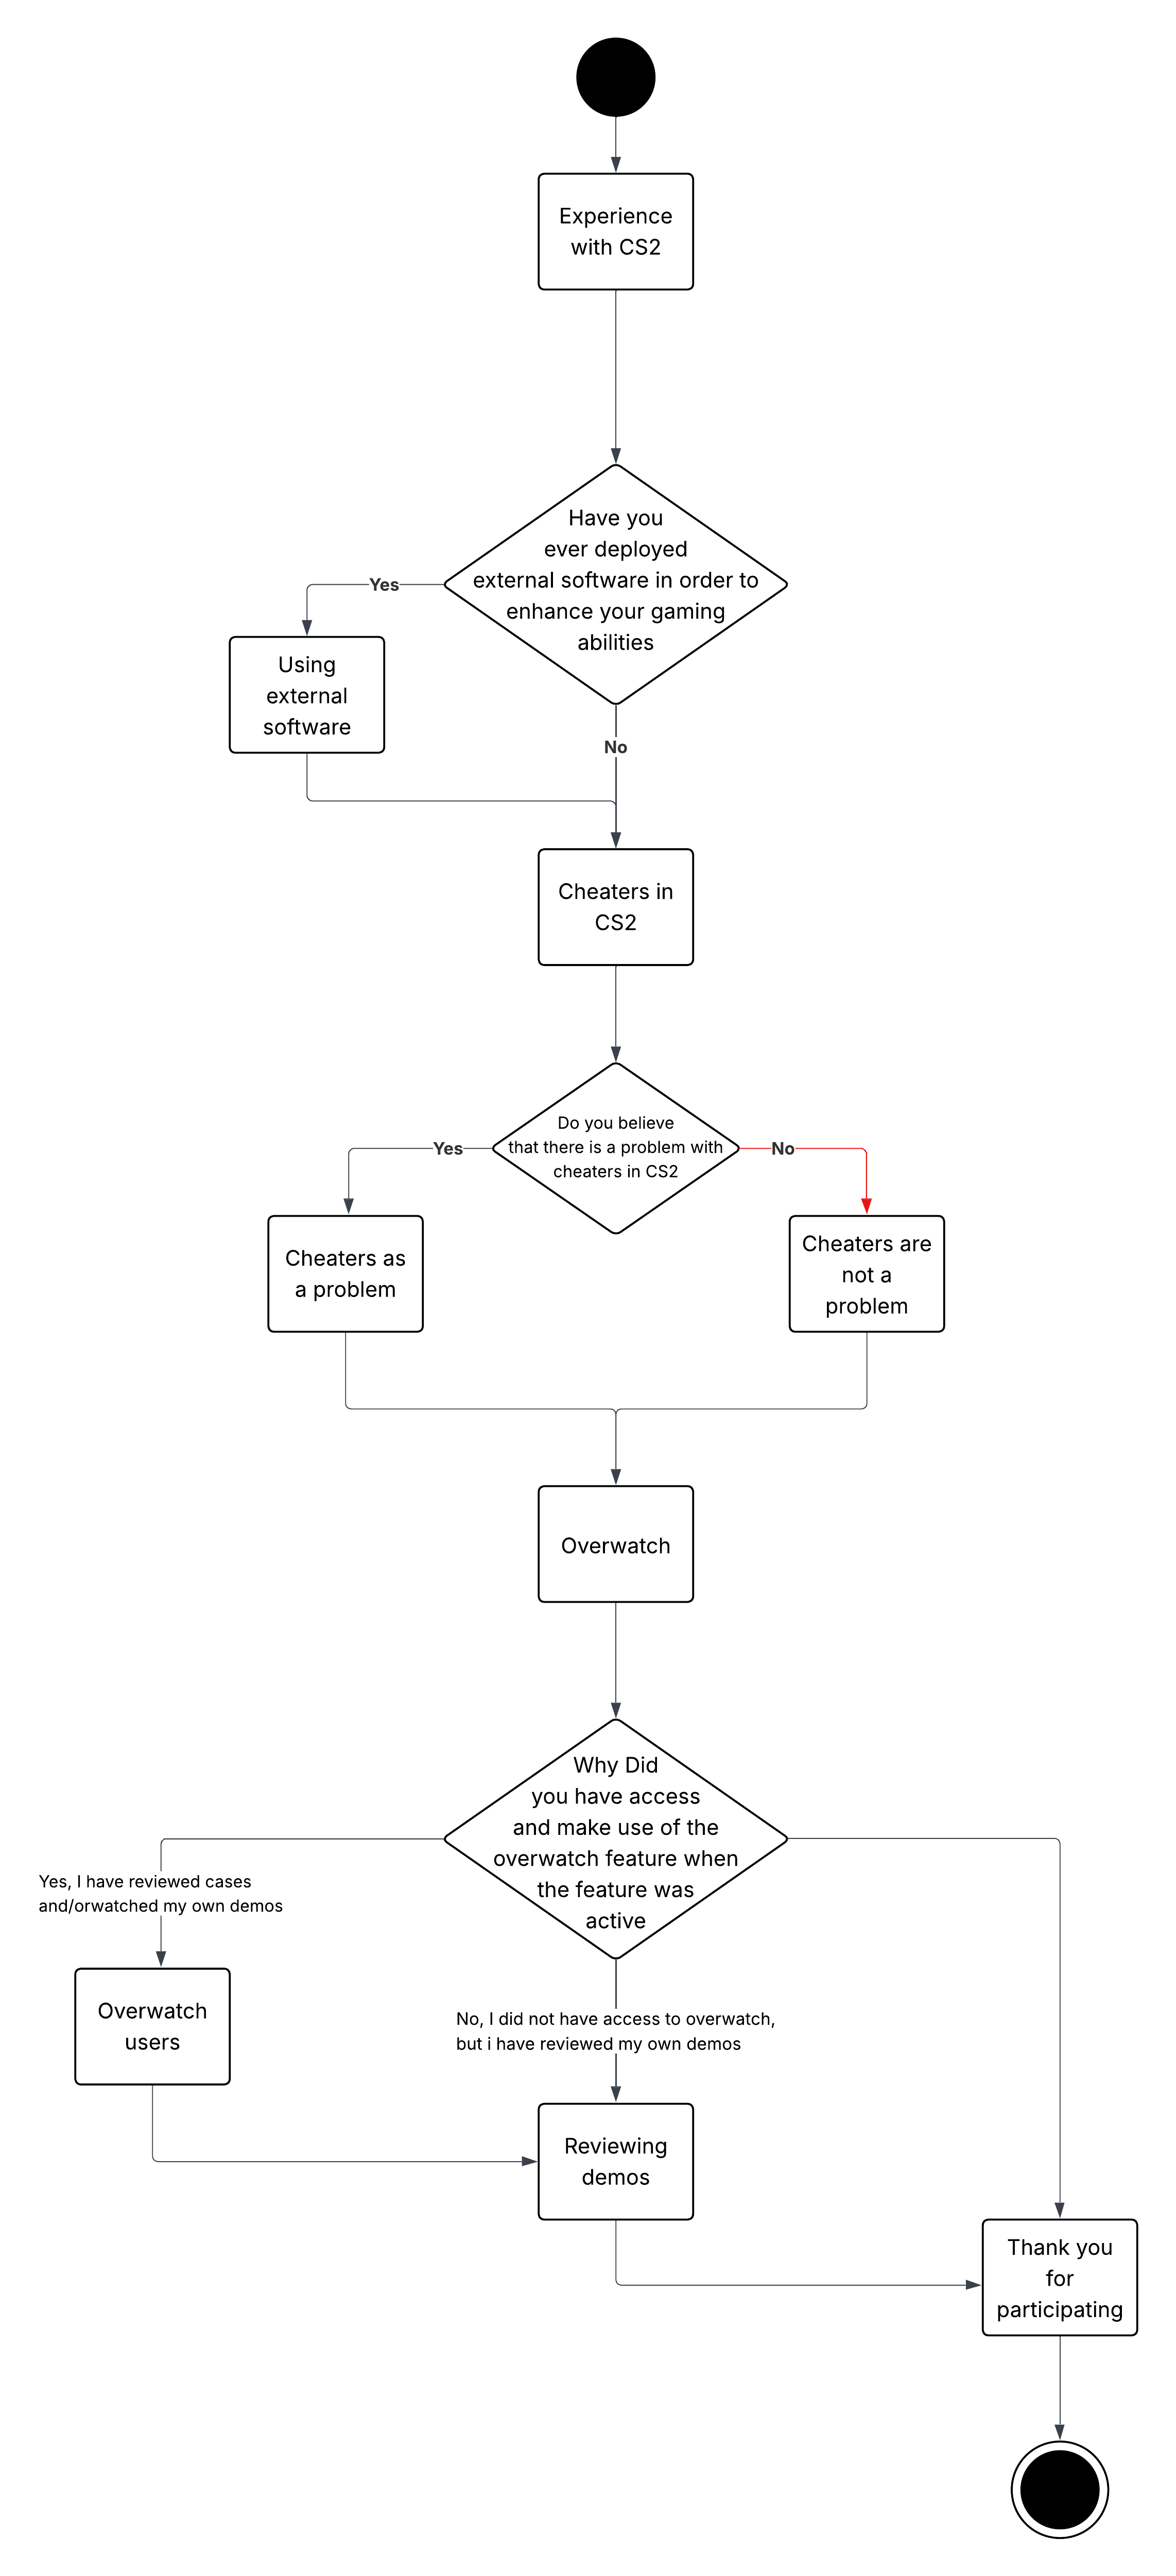 Experience
with CS2
Have you
ever deployed
external software in order to
enhance your gaming
abilities
Yes
Using
external
software
No
Cheaters in
CS2
Do you believe
that there is a problem with
cheaters in CS2
Yes
No
Cheaters as
a problem
Cheaters are
not a
problem
Overwatch
Why Did
you have access
and make use of the
overwatch feature when
the feature was
active
Yes, I have reviewed cases
and/orwatched my own demos
Overwatch
users
No, I did not have access to overwatch,
but i have reviewed my own demos
Reviewing
demos
Thank you
for
participating